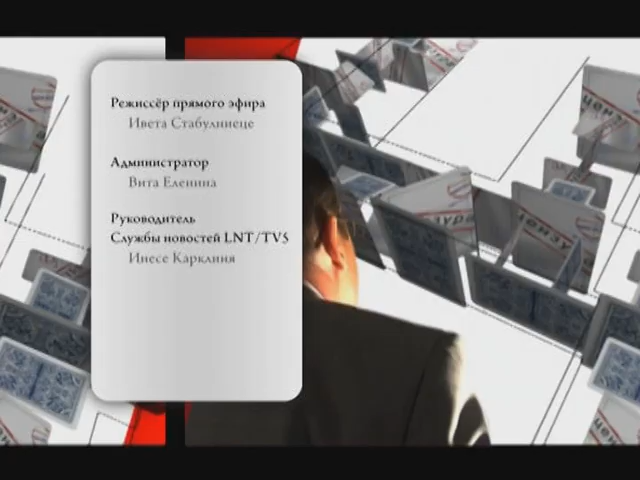 Режиссёр прямого эфира
Ивета Стабулниеце
Администратор
Вита Еленина
Руководитель
Службы новостей LNT/TV5
Инесе Карклиня